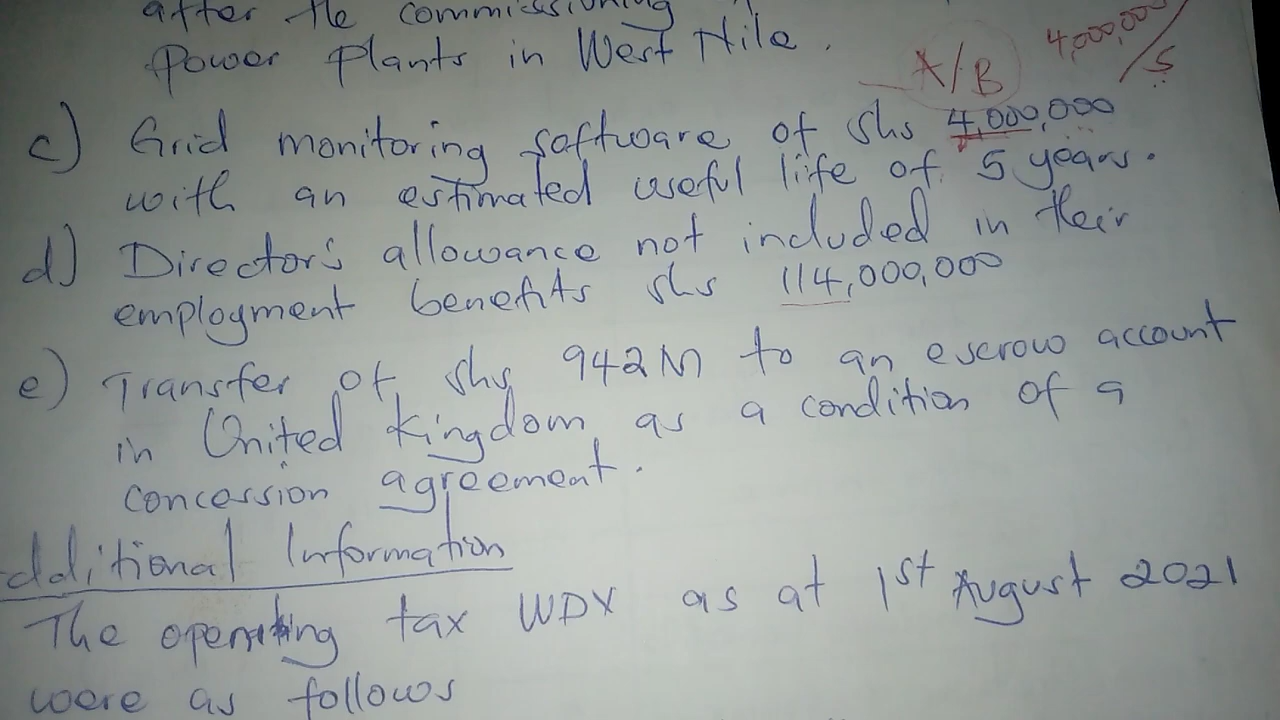 after the commissioning
Power Plants in West Nile.
A/B 4,000,000/5
c) Grid monitoring software of shs 4,000,000
with an estimated useful life of 5 years.
d) Director's allowance not included in their
employment benefits shs 114,000,000
e) Transfer of shs 942M to an escrow account
in United Kingdom as a condition of a
concession agreement.
dditional Information
The operating tax WDV as at 1st August 2021
were as follows